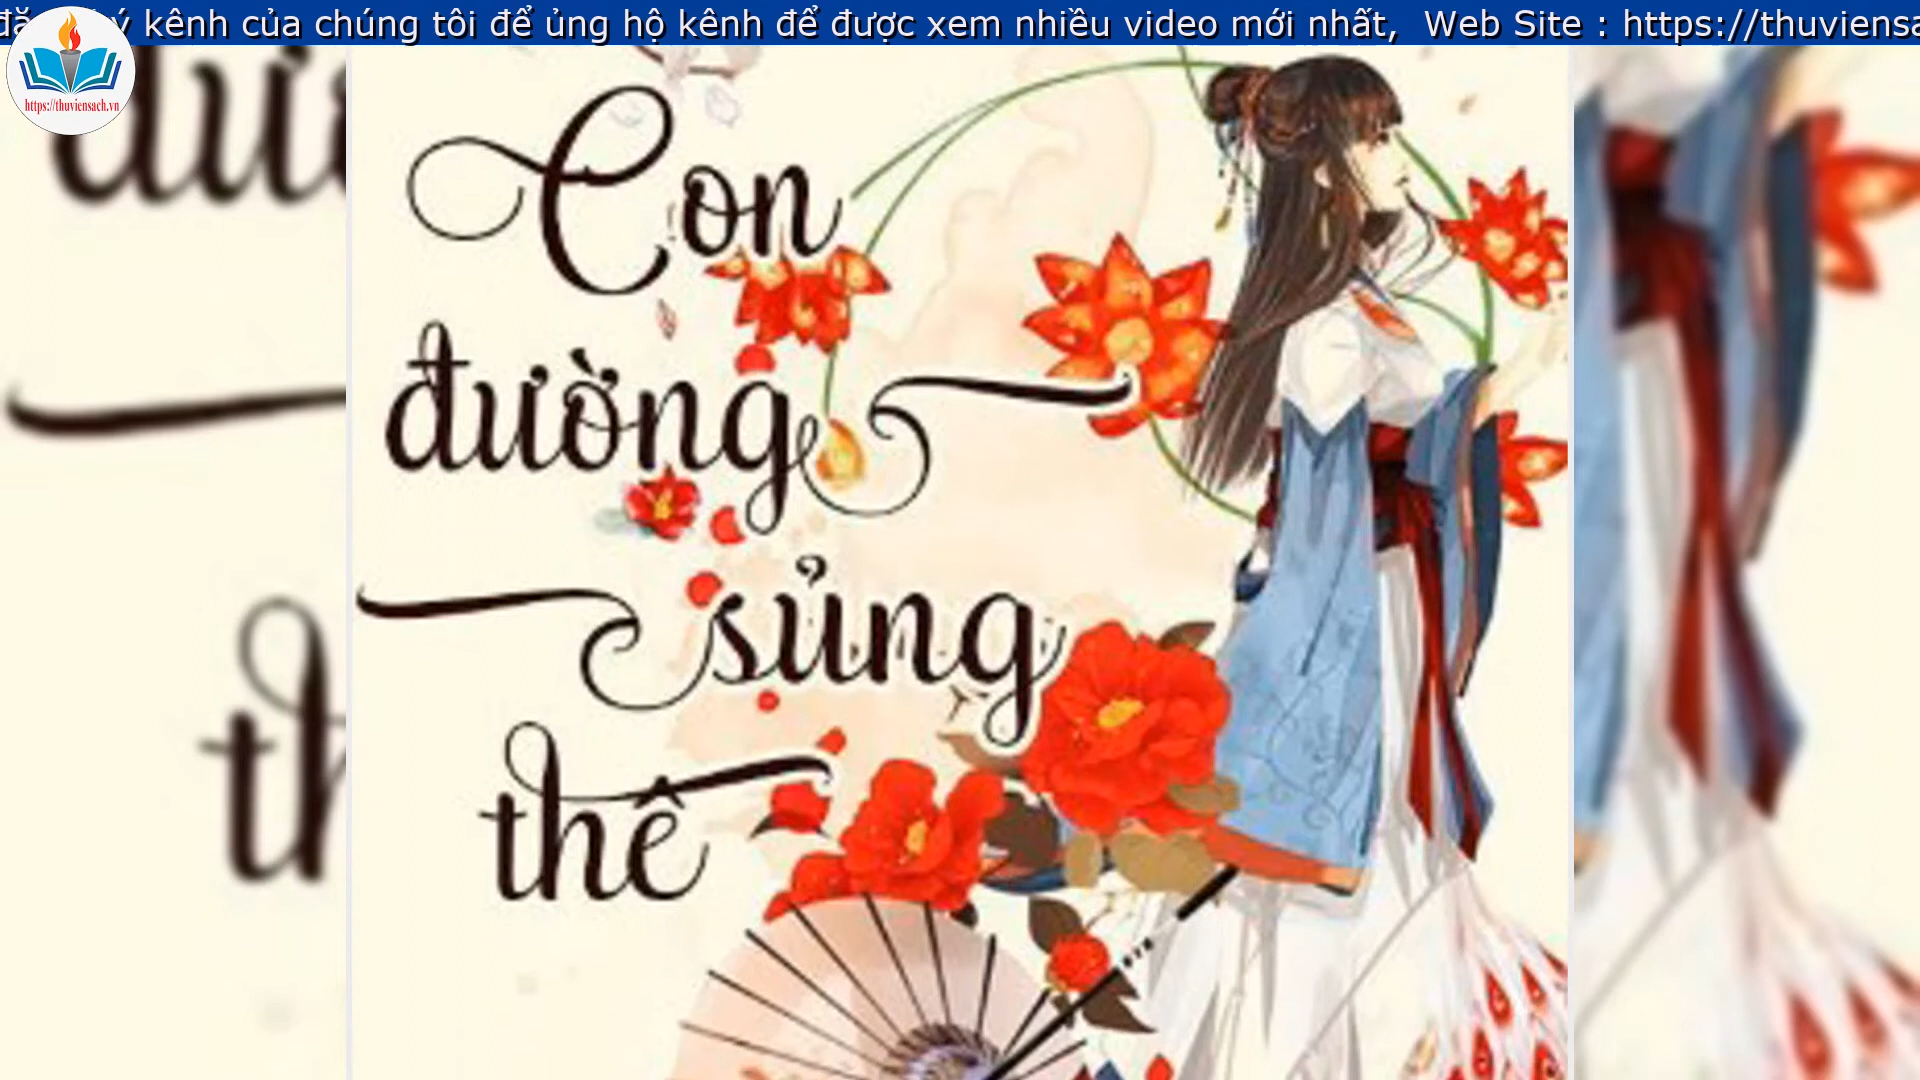 ký kênh của chúng tôi để ủng hộ kênh để được xem nhiều video mới nhất, Web Site : https://thuviensa
https://thuviensach.vn
Con
đường
sủng
thê